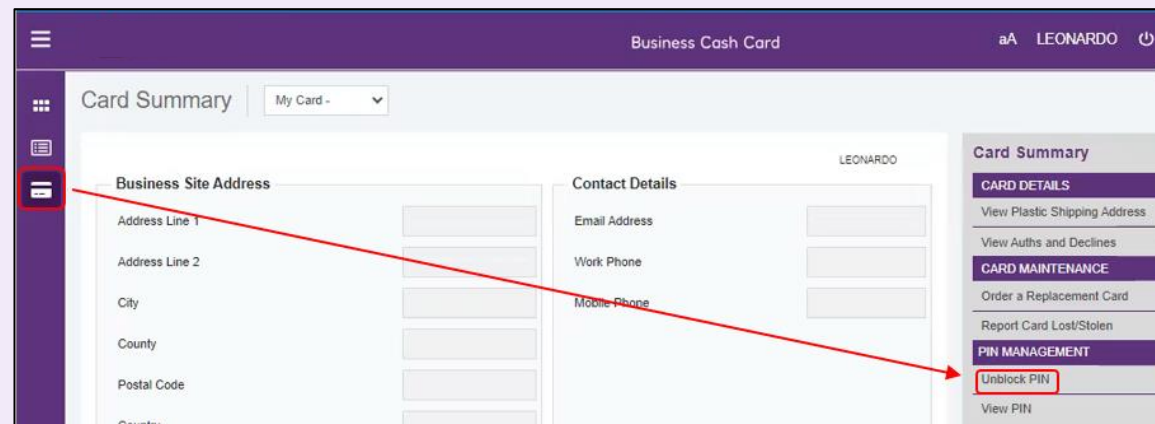 Business Cash Card
aA LEONARDO
Card Summary
My Card -
LEONARDO
Business Site Address
Address Line 1
Address Line 2
City
County
Postal Code
Country
Contact Details
Email Address
Work Phone
Mobile Phone
Card Summary
CARD DETAILS
View Plastic Shipping Address
View Auths and Declines
CARD MAINTENANCE
Order a Replacement Card
Report Card Lost/Stolen
PIN MANAGEMENT
Unblock PIN
View PIN